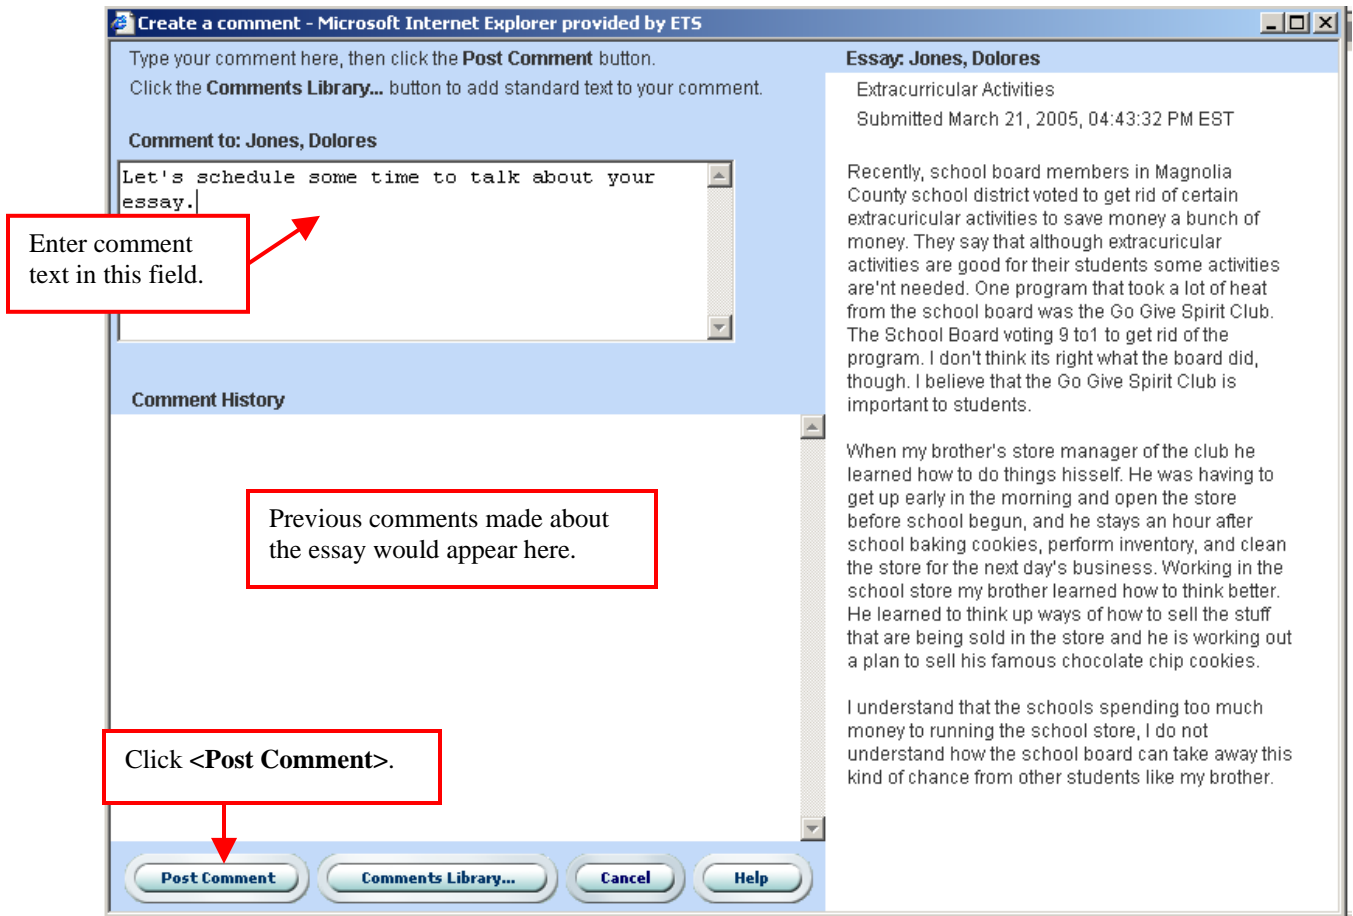 Create a comment - Microsoft Internet Explorer provided by ETS
Type your comment here, then click the Post Comment button.
Click the Comments Library... button to add standard text to your comment.
Comment to: Jones, Dolores
Let's schedule some time to talk about your
essay.
Enter comment
text in this field.
Comment History
Previous comments made about
the essay would appear here.
Click <Post Comment>.
Post Comment
Comments Library...
Cancel
Help
Essay: Jones, Dolores
Extracurricular Activities
Submitted March 21, 2005, 04:43:32 PM EST
Recently, school board members in Magnolia
County school district voted to get rid of certain
extracuricular activities to save money a bunch of
money. They say that although extracuricular
activities are good for their students some activities
are'nt needed. One program that took a lot of heat
from the school board was the Go Give Spirit Club.
The School Board voting 9 to1 to get rid of the
program. I don't think its right what the board did,
though. I believe that the Go Give Spirit Club is
important to students.
When my brother's store manager of the club he
learned how to do things hisself. He was having to
get up early in the morning and open the store
before school begun, and he stays an hour after
school baking cookies, perform inventory, and clean
the store for the next day's business. Working in the
school store my brother learned how to think better.
He learned to think up ways of how to sell the stuff
that are being sold in the store and he is working out
a plan to sell his famous chocolate chip cookies.
I understand that the schools spending too much
money to running the school store, I do not
understand how the school board can take away this
kind of chance from other students like my brother.